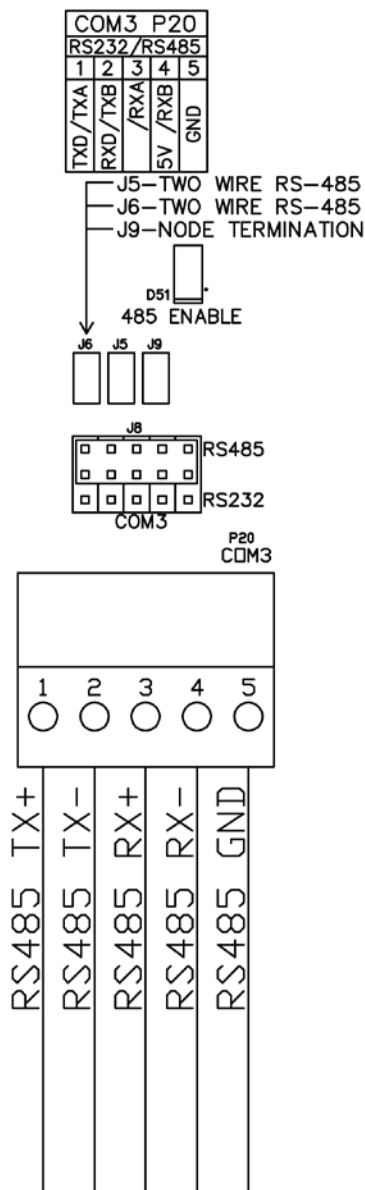 COM3 P20
RS232/RS485
1 2 3 4 5
TXD/TXA
RXD/TXB
/RXA
5V /RXB
GND
J5-TWO WIRE RS-485
J6-TWO WIRE RS-485
J9-NODE TERMINATION
D51
485 ENABLE
J6 J5 J9
J8
RS485
RS232
COM3
P20
COM3
1 2 3 4 5
RS485 TX+
RS485 TX-
RS485 RX+
RS485 RX-
RS485 GND